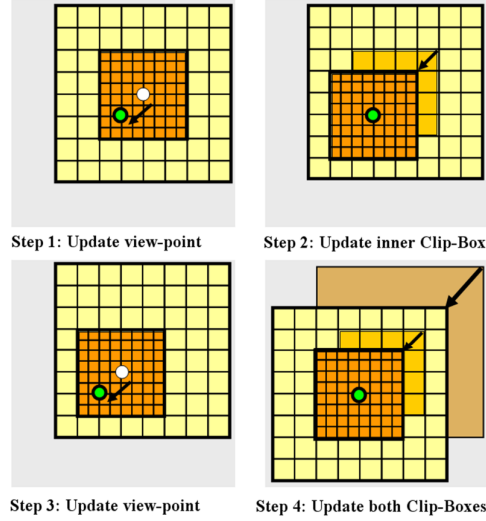 Step 1: Update view-point
Step 2: Update inner Clip-Box
Step 3: Update view-point
Step 4: Update both Clip-Boxes